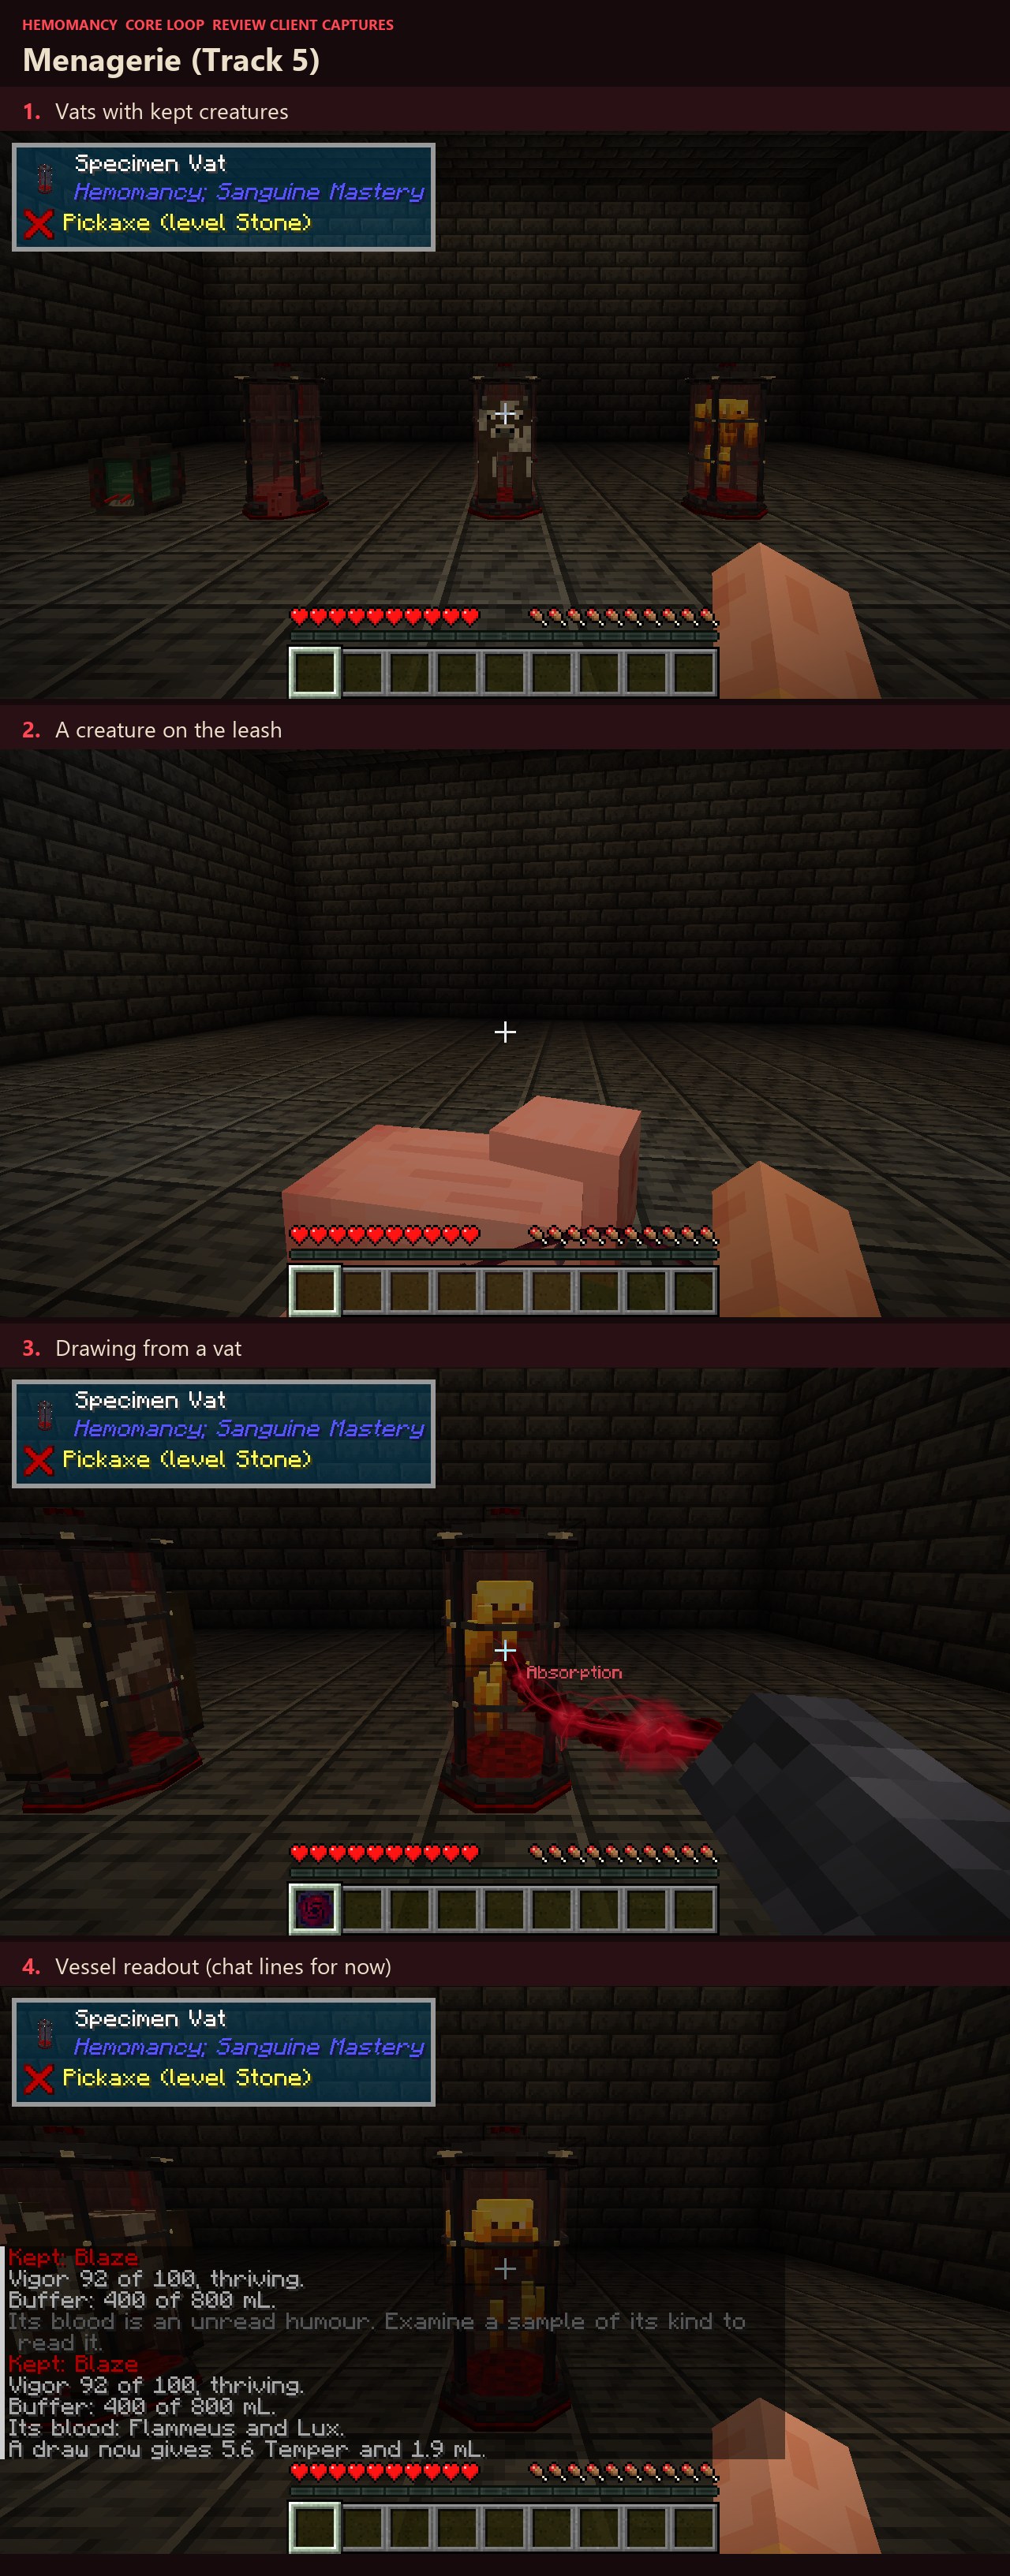 HEMOMANCY CORE LOOP REVIEW CLIENT CAPTURES
Menagerie (Track 5)
1. Vats with kept creatures
Specimen Vat
Hemomancy; Sanguine Mastery
Pickaxe (level Stone)
2. A creature on the leash
3. Drawing from a vat
Specimen Vat
Hemomancy; Sanguine Mastery
Pickaxe (level Stone)
Absorption
4. Vessel readout (chat lines for now)
Specimen Vat
Hemomancy; Sanguine Mastery
Pickaxe (level Stone)
Kept: Blaze
Vigor 92 of 100, thriving.
Buffer: 400 of 800 mL.
Its blood is an unread humour. Examine a sample of its kind to
read it.
Kept: Blaze
Vigor 92 of 100, thriving.
Buffer: 400 of 800 mL.
Its blood: Flammeus and Lux.
A draw now gives 5.6 Temper and 1.9 mL.